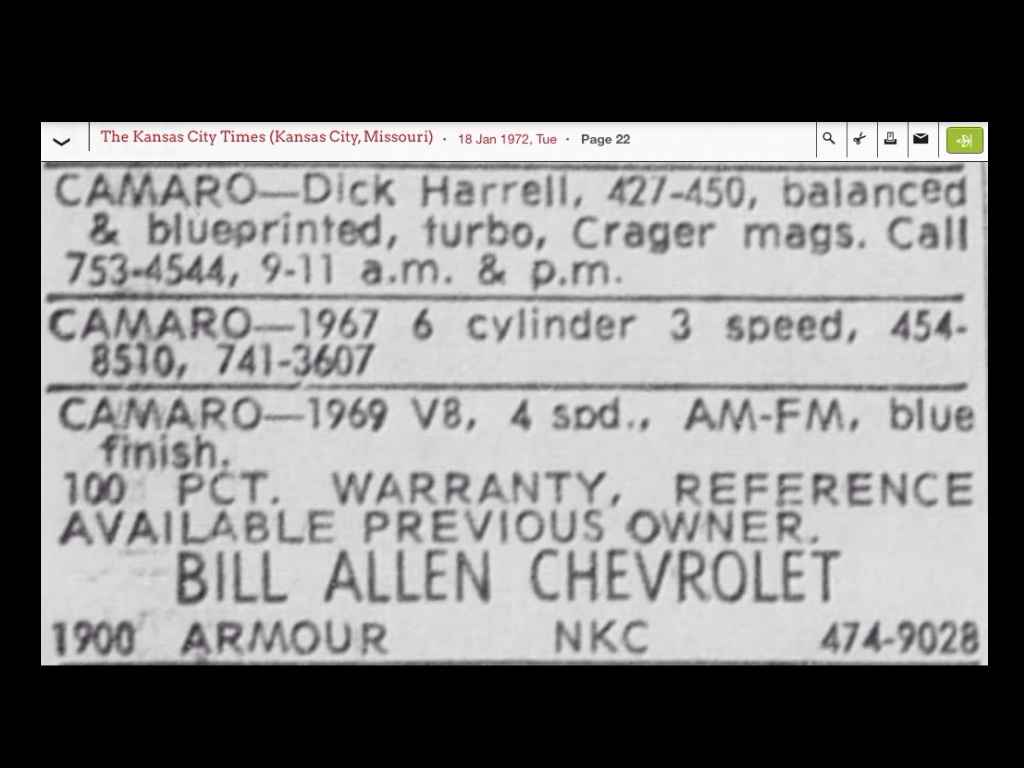 The Kansas City Times (Kansas City, Missouri) · 18 Jan 1972, Tue · Page 22
CAMARO—Dick Harrell, 427-450, balanced
& blueprinted, turbo, Crager mags. Call
753-4544, 9-11 a.m. & p.m.
CAMARO—1967 6 cylinder 3 speed, 454-
8510, 741-3607
CAMARO—1969 V8, 4 spd., AM-FM, blue
finish.
100 PCT. WARRANTY, REFERENCE
AVAILABLE PREVIOUS OWNER.
BILL ALLEN CHEVROLET
1900 ARMOUR NKC 474-9028